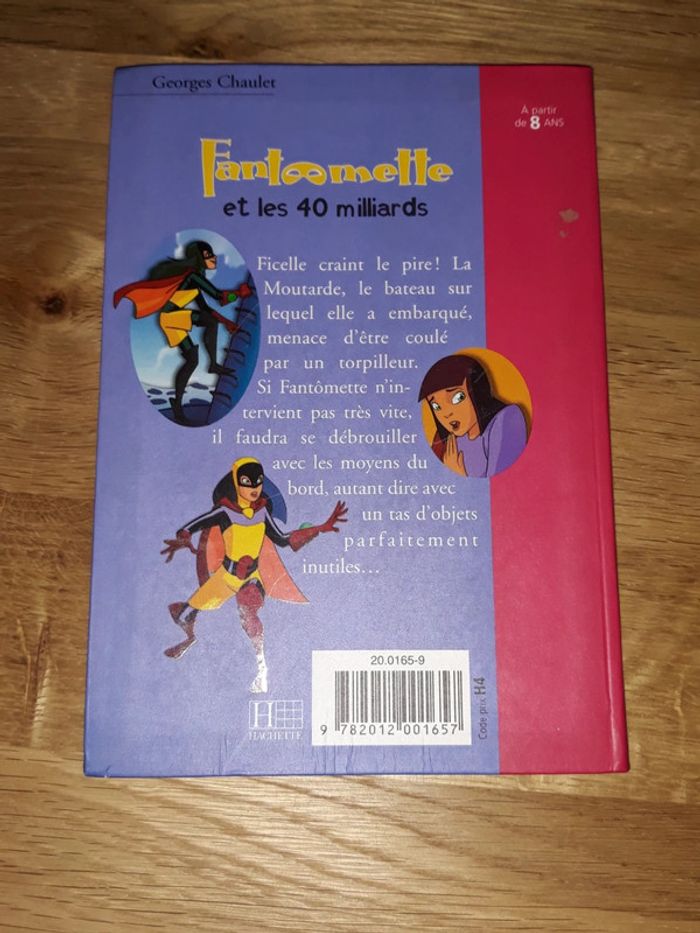 Georges Chaulet
À partir
de 8 ANS
Fantomette
et les 40 milliards
Ficelle craint le pire ! La
Moutarde, le bateau sur
lequel elle a embarqué,
menace d'être coulé
par un torpilleur.
Si Fantômette n'in-
tervient pas très vite,
il faudra se débrouiller
avec les moyens du
bord, autant dire avec
un tas d'objets
parfaitement
inutiles…
20.0165-9
9 782012 001657
Code prix H4
H
HACHETTE